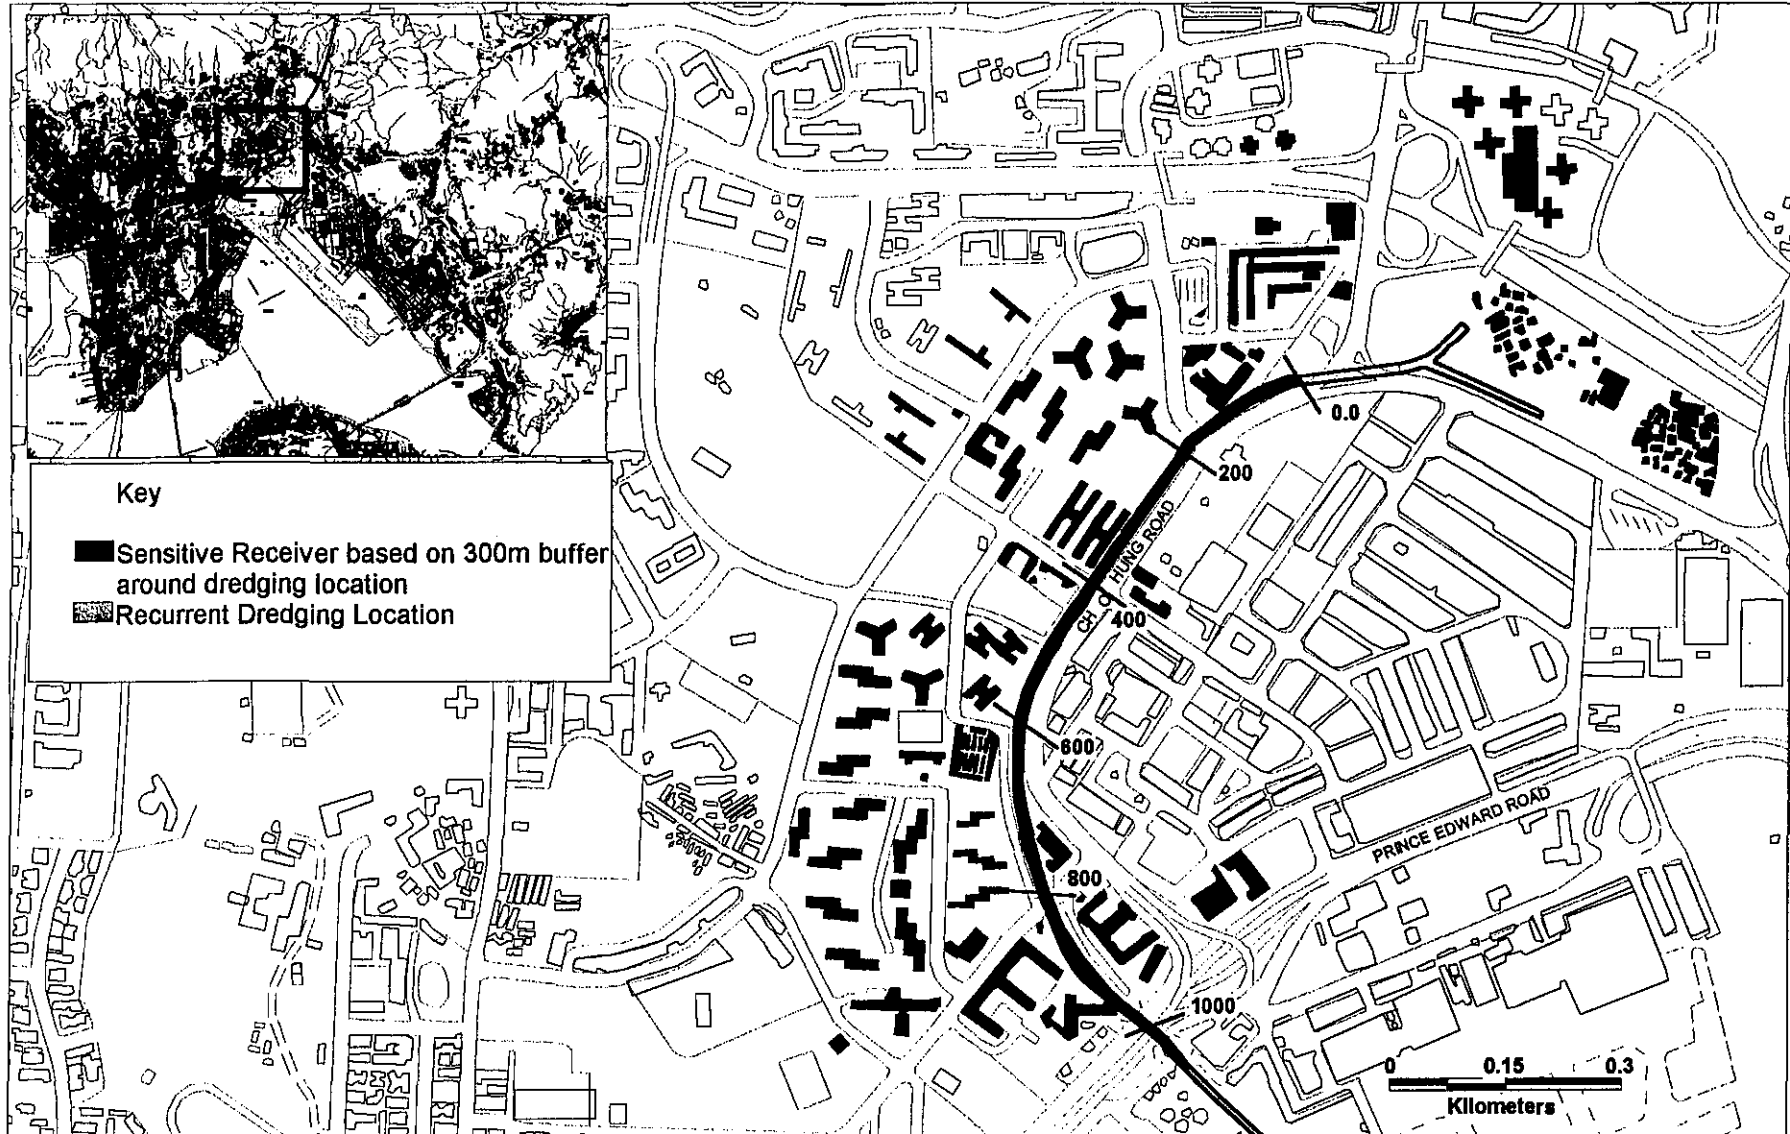 Key
Sensitive Receiver based on 300m buffer
around dredging location
Recurrent Dredging Location
0.0
200
HUNG ROAD
400
600
PRINCE EDWARD ROAD
800
1000
0 0.15 0.3
Kilometers